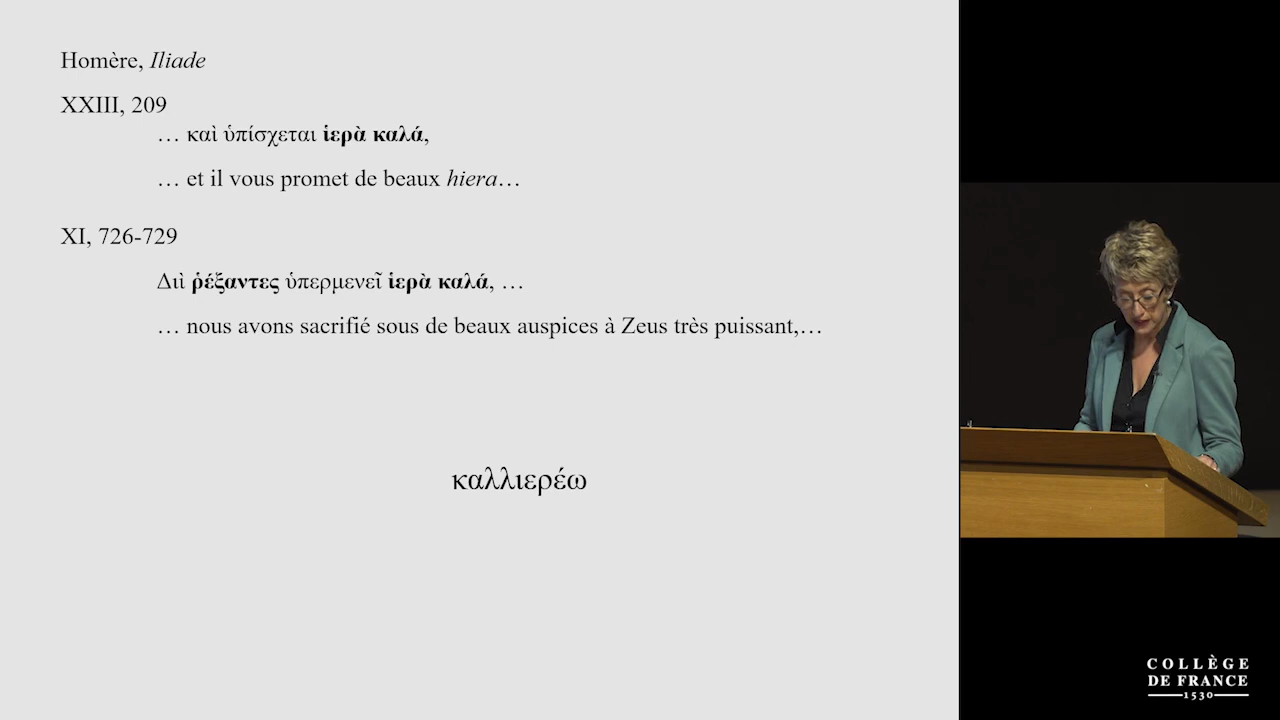 Homère, Iliade
XXIII, 209
… καὶ ὑπίσχεται ἱερὰ καλά,
… et il vous promet de beaux hiera…
XI, 726-729
Διὶ ῥέξαντες ὑπερμενεῖ ἱερὰ καλά, …
… nous avons sacrifié sous de beaux auspices à Zeus très puissant,…
καλλιερέω
COLLÈGE
DE FRANCE
1530